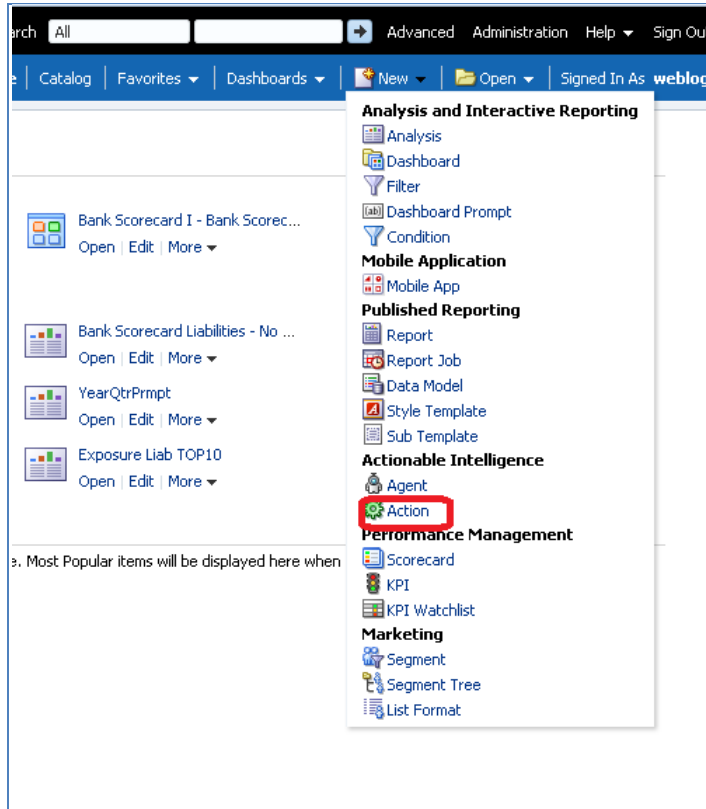 arch All Advanced Administration Help Sign Ou
e Catalog Favorites Dashboards New Open Signed In As weblog
Analysis and Interactive Reporting
Analysis
Dashboard
Filter
Dashboard Prompt
Condition
Mobile Application
Mobile App
Published Reporting
Report
Report Job
Data Model
Style Template
Sub Template
Actionable Intelligence
Agent
Action
Performance Management
Scorecard
KPI
KPI Watchlist
Marketing
Segment
Segment Tree
List Format
Bank Scorecard I - Bank Scorec...
Open | Edit | More
Bank Scorecard Liabilities - No ...
Open | Edit | More
YearQtrPrmpt
Open | Edit | More
Exposure Liab TOP10
Open | Edit | More
e. Most Popular items will be displayed here when